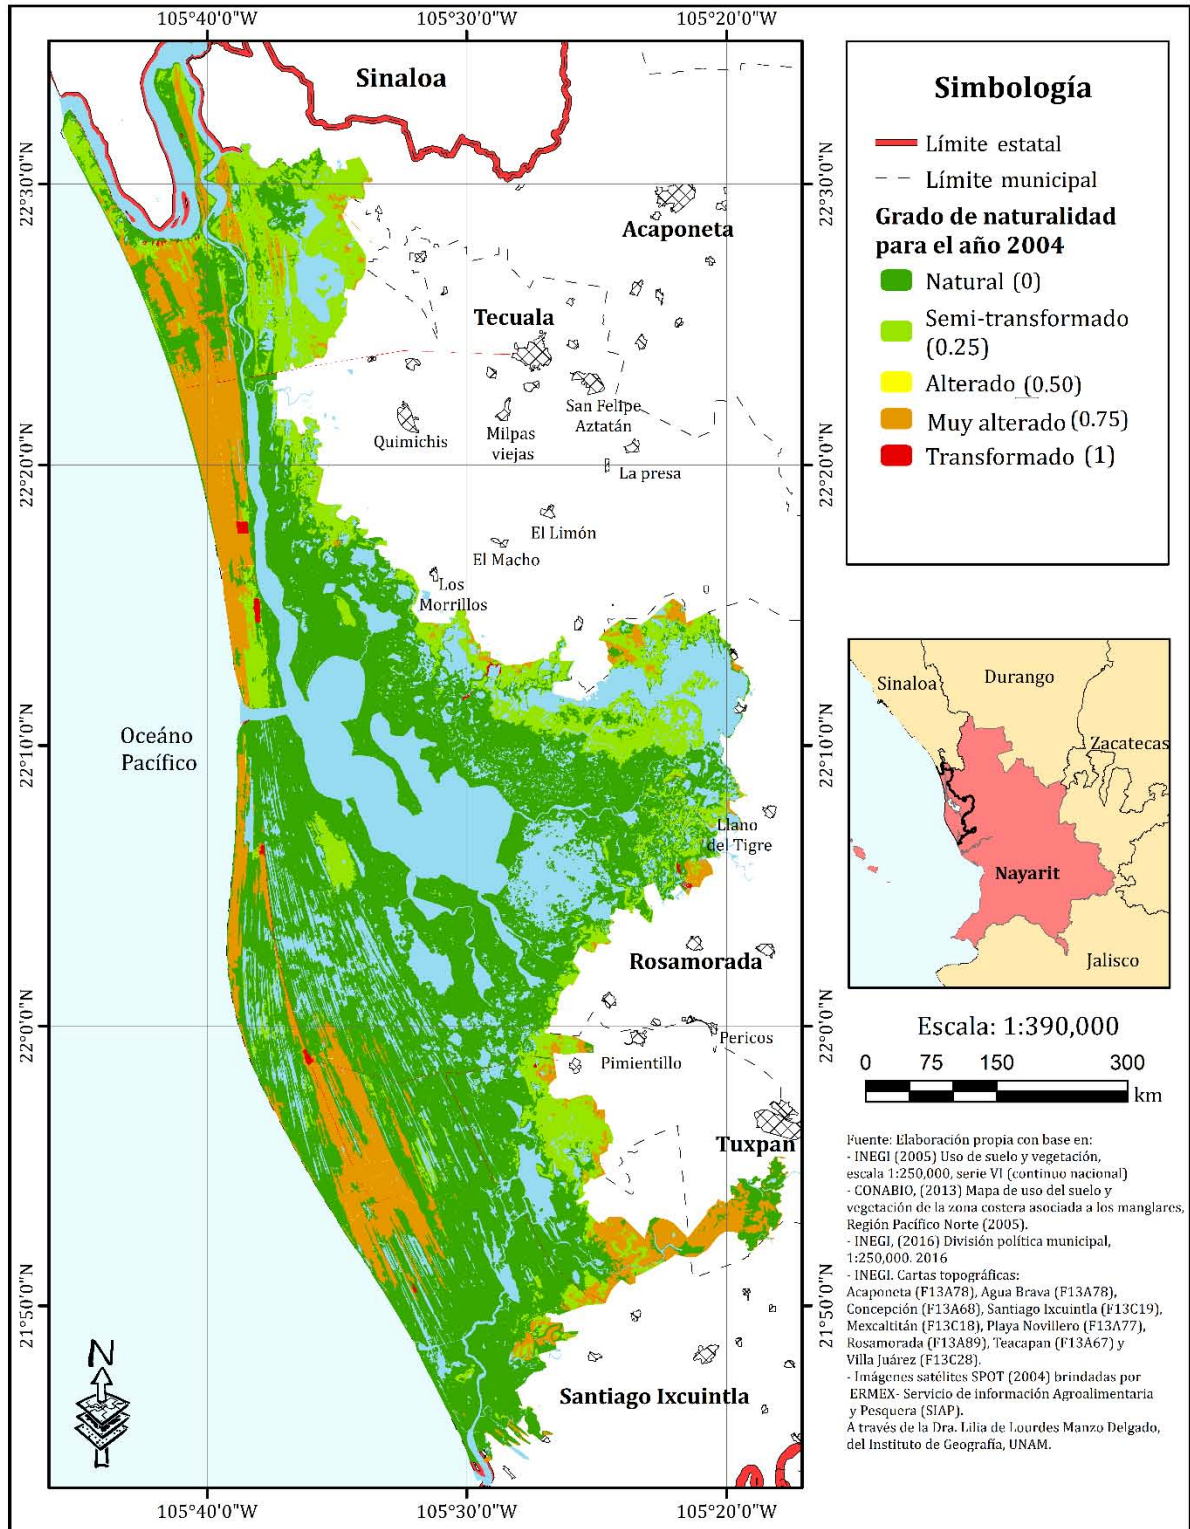 105°40'0"W
105°30'0"W
105°20'0"W
22°30'0"N
22°20'0"N
22°10'0"N
22°0'0"N
21°50'0"N
Sinaloa
Acaponeta
Tecuala
San Felipe
Aztatán
Quimichis
Milpas
viejas
La presa
El Limón
El Macho
Los
Morrillos
Oceáno
Pacífico
Llano
del Tigre
Rosamorada
Pericos
Pimientillo
Tuxpan
Santiago Ixcuintla
N
22°30'0"N
22°20'0"N
22°10'0"N
22°0'0"N
21°50'0"N
105°40'0"W
105°30'0"W
105°20'0"W
Simbología
Límite estatal
Límite municipal
Grado de naturalidad
para el año 2004
Natural (0)
Semi-transformado
(0.25)
Alterado (0.50)
Muy alterado (0.75)
Transformado (1)
Sinaloa
Durango
Zacatecas
Nayarit
Jalisco
Escala: 1:390,000
0 75 150 300
km
Fuente: Elaboración propia con base en:
- INEGI (2005) Uso de suelo y vegetación,
escala 1:250,000, serie VI (continuo nacional)
- CONABIO, (2013) Mapa de uso del suelo y
vegetación de la zona costera asociada a los manglares,
Región Pacífico Norte (2005).
- INEGI, (2016) División política municipal,
1:250,000. 2016
- INEGI. Cartas topográficas:
Acaponeta (F13A78), Agua Brava (F13A78),
Concepción (F13A68), Santiago Ixcuintla (F13C19),
Mexcaltitán (F13C18), Playa Novillero (F13A77),
Rosamorada (F13A89), Teacapan (F13A67) y
Villa Juárez (F13C28).
- Imágenes satélites SPOT (2004) brindadas por
ERMEX- Servicio de información Agroalimentaria
y Pesquera (SIAP).
A través de la Dra. Lilia de Lourdes Manzo Delgado,
del Instituto de Geografía, UNAM.